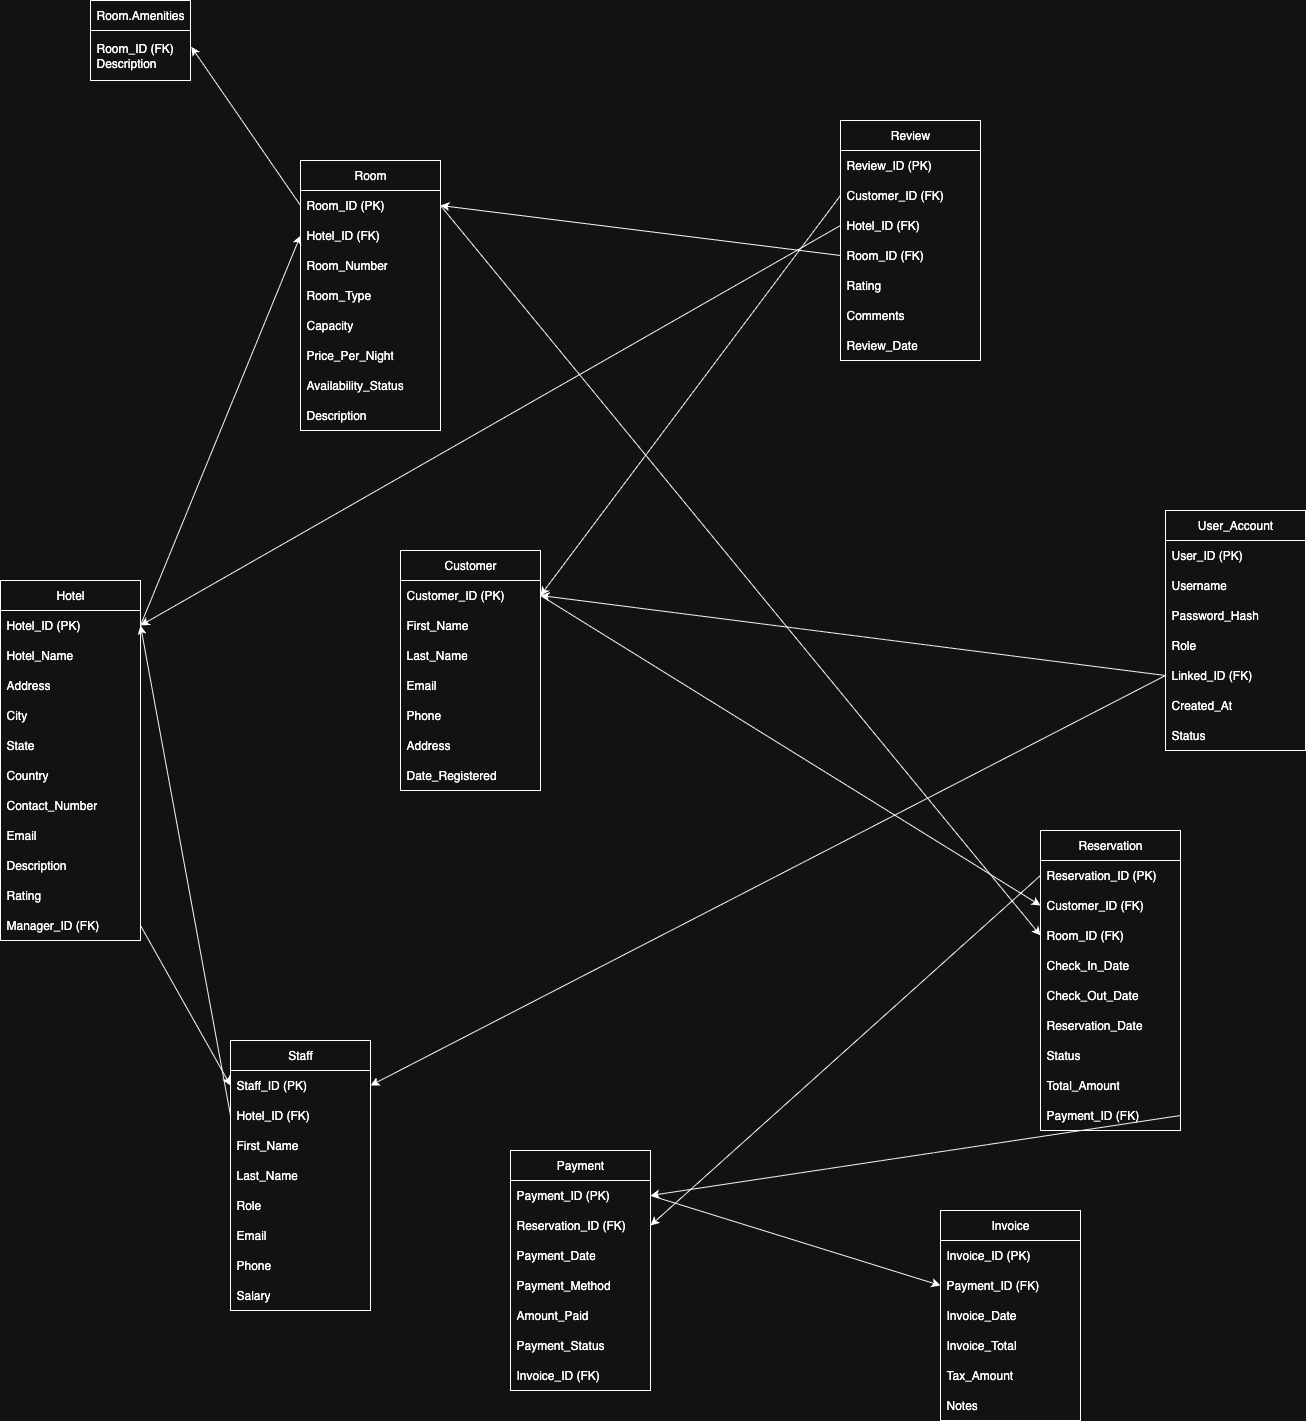 Room.Amenities
Room_ID (FK)
Description
Room
Room_ID (PK)
Hotel_ID (FK)
Room_Number
Room_Type
Capacity
Price_Per_Night
Availability_Status
Description
Review
Review_ID (PK)
Customer_ID (FK)
Hotel_ID (FK)
Room_ID (FK)
Rating
Comments
Review_Date
Hotel
Hotel_ID (PK)
Hotel_Name
Address
City
State
Country
Contact_Number
Email
Description
Rating
Manager_ID (FK)
Customer
Customer_ID (PK)
First_Name
Last_Name
Email
Phone
Address
Date_Registered
User_Account
User_ID (PK)
Username
Password_Hash
Role
Linked_ID (FK)
Created_At
Status
Reservation
Reservation_ID (PK)
Customer_ID (FK)
Room_ID (FK)
Check_In_Date
Check_Out_Date
Reservation_Date
Status
Total_Amount
Payment_ID (FK)
Staff
Staff_ID (PK)
Hotel_ID (FK)
First_Name
Last_Name
Role
Email
Phone
Salary
Payment
Payment_ID (PK)
Reservation_ID (FK)
Payment_Date
Payment_Method
Amount_Paid
Payment_Status
Invoice_ID (FK)
Invoice
Invoice_ID (PK)
Payment_ID (FK)
Invoice_Date
Invoice_Total
Tax_Amount
Notes